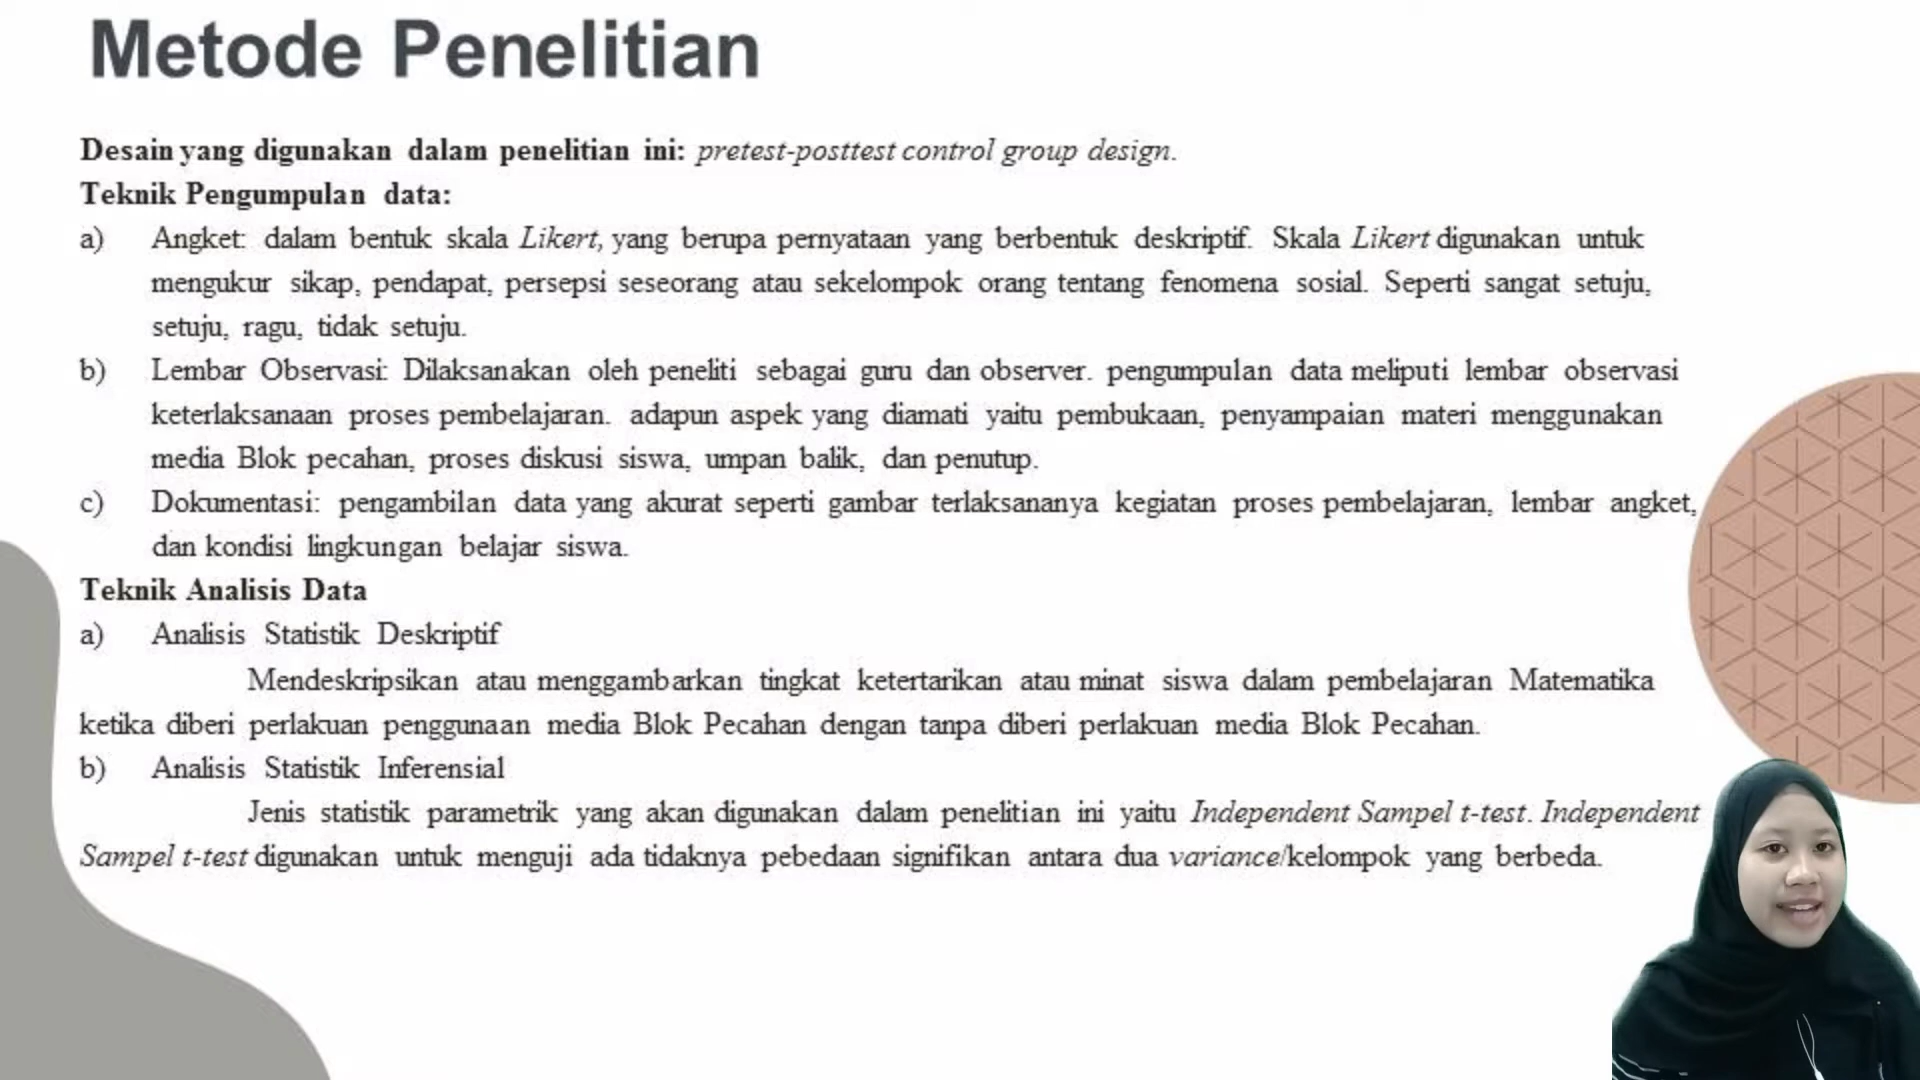 Metode Penelitian
Desain yang digunakan dalam penelitian ini: pretest-posttest control group design.
Teknik Pengumpulan data:
a) Angket: dalam bentuk skala Likert, yang berupa pernyataan yang berbentuk deskriptif. Skala Likert digunakan untuk
mengukur sikap, pendapat, persepsi seseorang atau sekelompok orang tentang fenomena sosial. Seperti sangat setuju,
setuju, ragu, tidak setuju.
b) Lembar Observasi: Dilaksanakan oleh peneliti sebagai guru dan observer. pengumpulan data meliputi lembar observasi
keterlaksanaan proses pembelajaran. adapun aspek yang diamati yaitu pembukaan, penyampaian materi menggunakan
media Blok pecahan, proses diskusi siswa, umpan balik, dan penutup.
c) Dokumentasi: pengambilan data yang akurat seperti gambar terlaksananya kegiatan proses pembelajaran, lembar angket,
dan kondisi lingkungan belajar siswa.
Teknik Analisis Data
a) Analisis Statistik Deskriptif
Mendeskripsikan atau menggambarkan tingkat ketertarikan atau minat siswa dalam pembelajaran Matematika
ketika diberi perlakuan penggunaan media Blok Pecahan dengan tanpa diberi perlakuan media Blok Pecahan.
b) Analisis Statistik Inferensial
Jenis statistik parametrik yang akan digunakan dalam penelitian ini yaitu Independent Sampel t-test. Independent
Sampel t-test digunakan untuk menguji ada tidaknya pebedaan signifikan antara dua variance/kelompok yang berbeda.